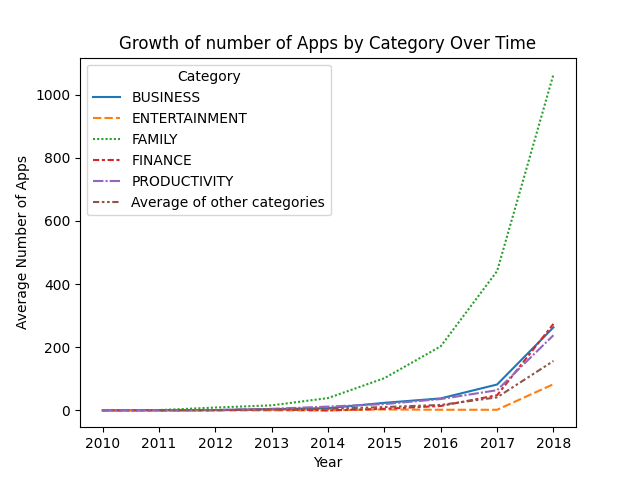 Growth of number of Apps by Category Over Time
Category
BUSINESS
ENTERTAINMENT
FAMILY
FINANCE
PRODUCTIVITY
Average of other categories
Average Number of Apps
1000
800
600
400
200
0
2010 2011 2012 2013 2014 2015 2016 2017 2018
Year